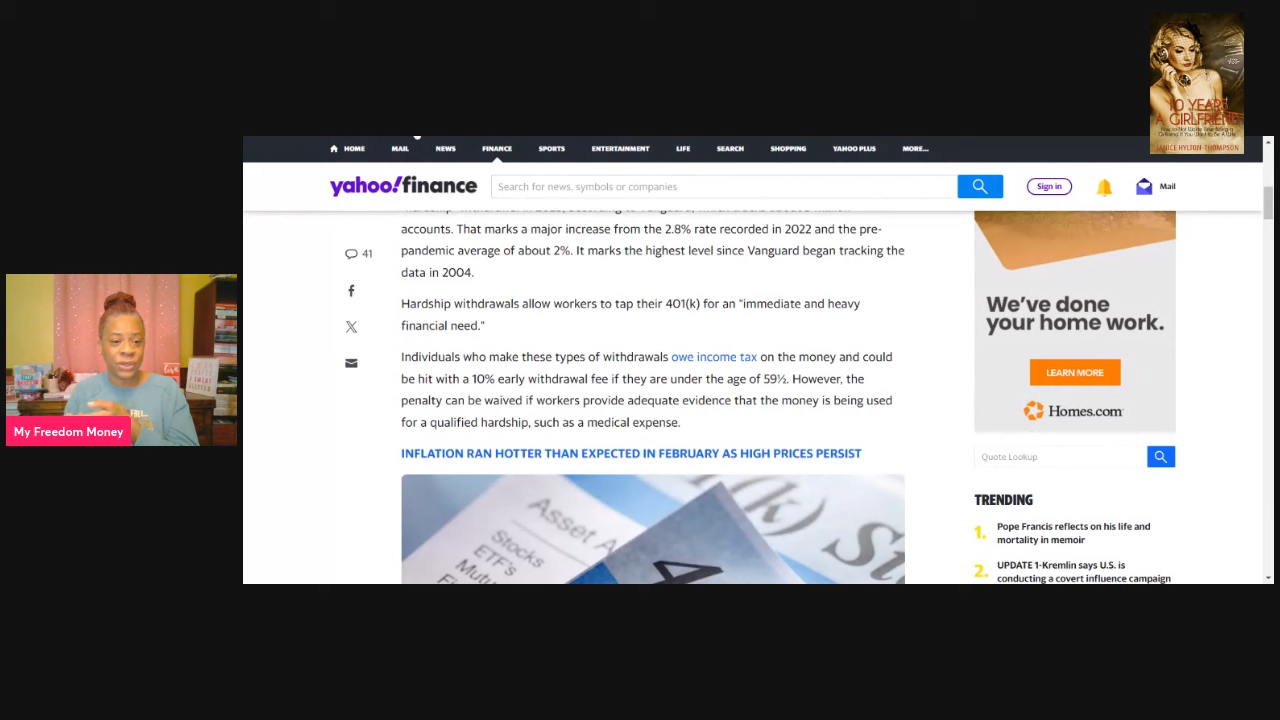 10 YEARS
A GIRLFRIEND
JANICE HYLTON-THOMPSON
HOME MAIL NEWS FINANCE SPORTS ENTERTAINMENT LIFE SEARCH SHOPPING YAHOO PLUS MORE...
yahoo!finance
Search for news, symbols or companies
Sign in
Mail
accounts. That marks a major increase from the 2.8% rate recorded in 2022 and the pre-
pandemic average of about 2%. It marks the highest level since Vanguard began tracking the
data in 2004.
41
Hardship withdrawals allow workers to tap their 401(k) for an "immediate and heavy
financial need."
Individuals who make these types of withdrawals owe income tax on the money and could
be hit with a 10% early withdrawal fee if they are under the age of 59½. However, the
penalty can be waived if workers provide adequate evidence that the money is being used
for a qualified hardship, such as a medical expense.
INFLATION RAN HOTTER THAN EXPECTED IN FEBRUARY AS HIGH PRICES PERSIST
Asset A
Stocks
ETF's
(k) St
4
We've done
your home work.
LEARN MORE
Homes.com
Quote Lookup
TRENDING
1. Pope Francis reflects on his life and
mortality in memoir
2. UPDATE 1-Kremlin says U.S. is
conducting a covert influence campaign
My Freedom Money